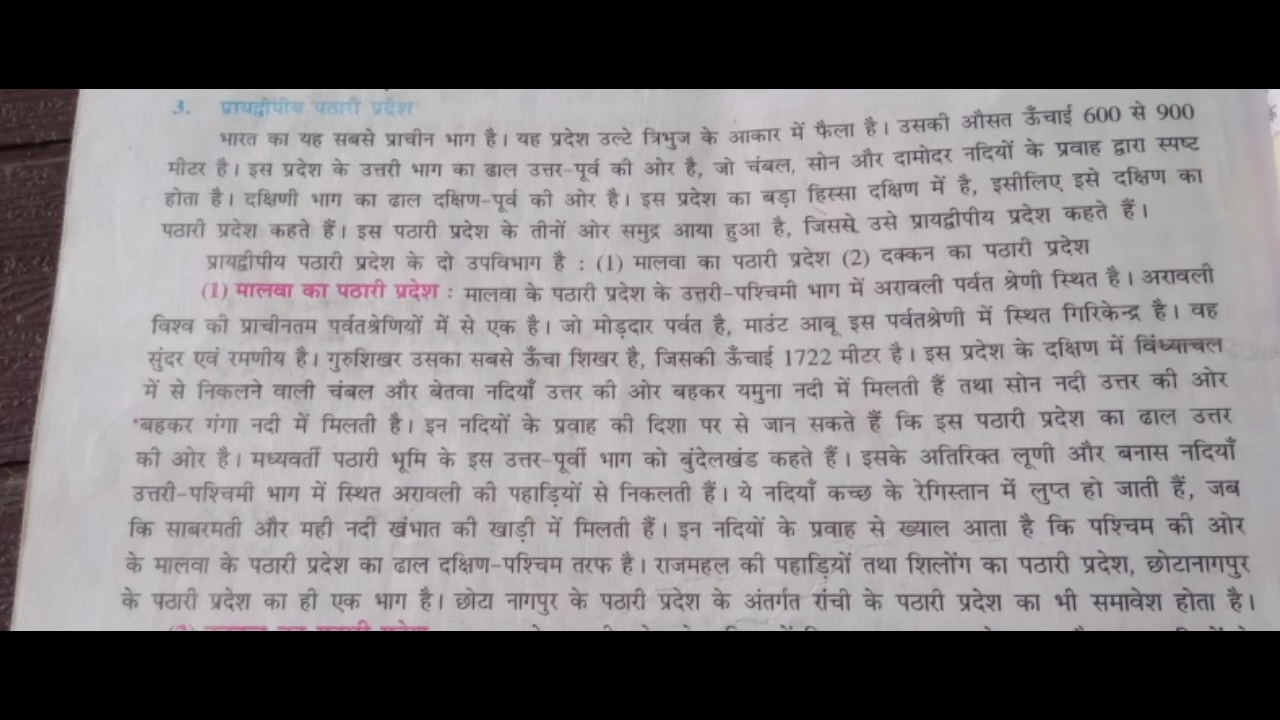 3. प्रायद्वीपीय पठारी प्रदेश
भारत का यह सबसे प्राचीन भाग है। यह प्रदेश उल्टे त्रिभुज के आकार में फैला है। उसकी औसत ऊँचाई 600 से 900
मीटर है। इस प्रदेश के उत्तरी भाग का ढाल उत्तर-पूर्व की ओर है, जो चंबल, सोन और दामोदर नदियों के प्रवाह द्वारा स्पष्ट
होता है। दक्षिणी भाग का ढाल दक्षिण-पूर्व की ओर है। इस प्रदेश का बड़ा हिस्सा दक्षिण में है, इसीलिए इसे दक्षिण का
पठारी प्रदेश कहते हैं। इस पठारी प्रदेश के तीनों ओर समुद्र आया हुआ है, जिससे उसे प्रायद्वीपीय प्रदेश कहते हैं।
प्रायद्वीपीय पठारी प्रदेश के दो उपविभाग है : (1) मालवा का पठारी प्रदेश (2) दक्कन का पठारी प्रदेश
(1) मालवा का पठारी प्रदेश : मालवा के पठारी प्रदेश के उत्तरी-पश्चिमी भाग में अरावली पर्वत श्रेणी स्थित है। अरावली
विश्व की प्राचीनतम पर्वतश्रेणियों में से एक है। जो मोड़दार पर्वत है, माउंट आबू इस पर्वतश्रेणी में स्थित गिरिकेन्द्र है। वह
सुंदर एवं रमणीय है। गुरुशिखर उसका सबसे ऊँचा शिखर है, जिसकी ऊँचाई 1722 मीटर है। इस प्रदेश के दक्षिण में विंध्याचल
में से निकलने वाली चंबल और बेतवा नदियाँ उत्तर की ओर बहकर यमुना नदी में मिलती हैं तथा सोन नदी उत्तर की ओर
बहकर गंगा नदी में मिलती है। इन नदियों के प्रवाह की दिशा पर से जान सकते हैं कि इस पठारी प्रदेश का ढाल उत्तर
की ओर है। मध्यवर्ती पठारी भूमि के इस उत्तर-पूर्वी भाग को बुंदेलखंड कहते हैं। इसके अतिरिक्त लूणी और बनास नदियाँ
उत्तरी-पश्चिमी भाग में स्थित अरावली की पहाड़ियों से निकलती हैं। ये नदियाँ कच्छ के रेगिस्तान में लुप्त हो जाती हैं, जब
कि साबरमती और मही नदी खंभात की खाड़ी में मिलती हैं। इन नदियों के प्रवाह से ख्याल आता है कि पश्चिम की ओर
के मालवा के पठारी प्रदेश का ढाल दक्षिण-पश्चिम तरफ है। राजमहल की पहाड़ियों तथा शिलोंग का पठारी प्रदेश, छोटानागपुर
के पठारी प्रदेश का ही एक भाग है। छोटा नागपुर के पठारी प्रदेश के अंतर्गत रांची के पठारी प्रदेश का भी समावेश होता है।